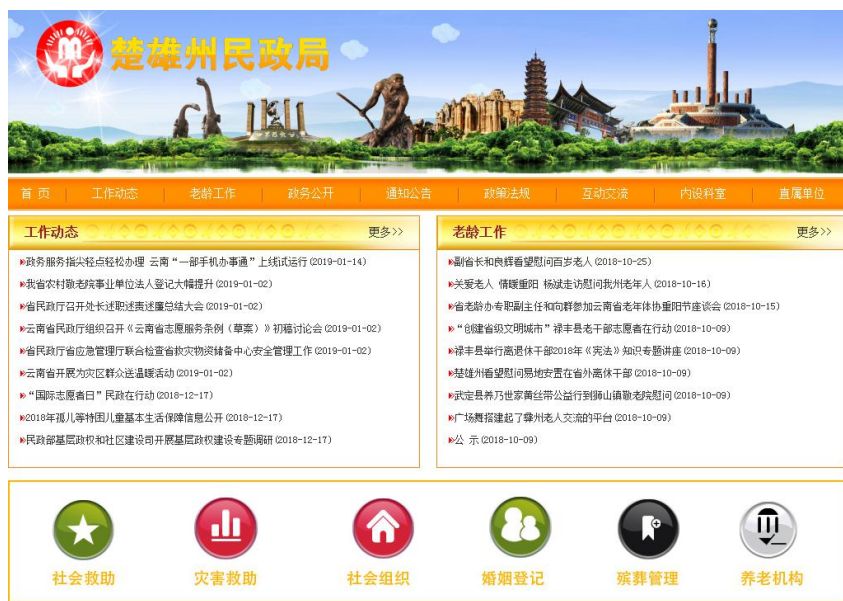 楚雄州民政局
首 页 | 工作动态 | 老龄工作 | 政务公开 | 通知公告 | 政策法规 | 互动交流 | 内设科室 | 直属单位
工作动态 更多>>
政务服务指尖轻点轻松办理 云南“一部手机办事通”上线试运行(2019-01-14)
我省农村敬老院事业单位法人登记大幅提升(2019-01-02)
省民政厅召开处长述职述责述廉总结大会(2019-01-02)
云南省民政厅组织召开《云南省志愿服务条例（草案）》初稿讨论会(2019-01-02)
省民政厅省应急管理厅联合检查省救灾物资储备中心安全管理工作(2019-01-02)
云南省开展为灾区群众送温暖活动(2019-01-02)
“国际志愿者日”民政在行动(2018-12-17)
2018年孤儿等特困儿童基本生活保障信息公开(2018-12-17)
民政部基层政权和社区建设司开展基层政权建设专题调研(2018-12-17)
老龄工作 更多>>
副省长和良辉看望慰问百岁老人(2018-10-25)
关爱老人 情暖重阳 杨斌走访慰问我州老年人(2018-10-16)
省老龄办专职副主任和向群参加云南省老年体协重阳节座谈会(2018-10-15)
“创建省级文明城市”禄丰县老干部志愿者在行动(2018-10-09)
禄丰县举行离退休干部2018年《宪法》知识专题讲座(2018-10-09)
楚雄州看望慰问易地安置在省外离休干部(2018-10-09)
武定县养乃世家黄丝带公益行到狮山镇敬老院慰问(2018-10-09)
广场舞搭建起了彝州老人交流的平台(2018-10-09)
公 示(2018-10-09)
社会救助
灾害救助
社会组织
婚姻登记
殡葬管理
养老机构